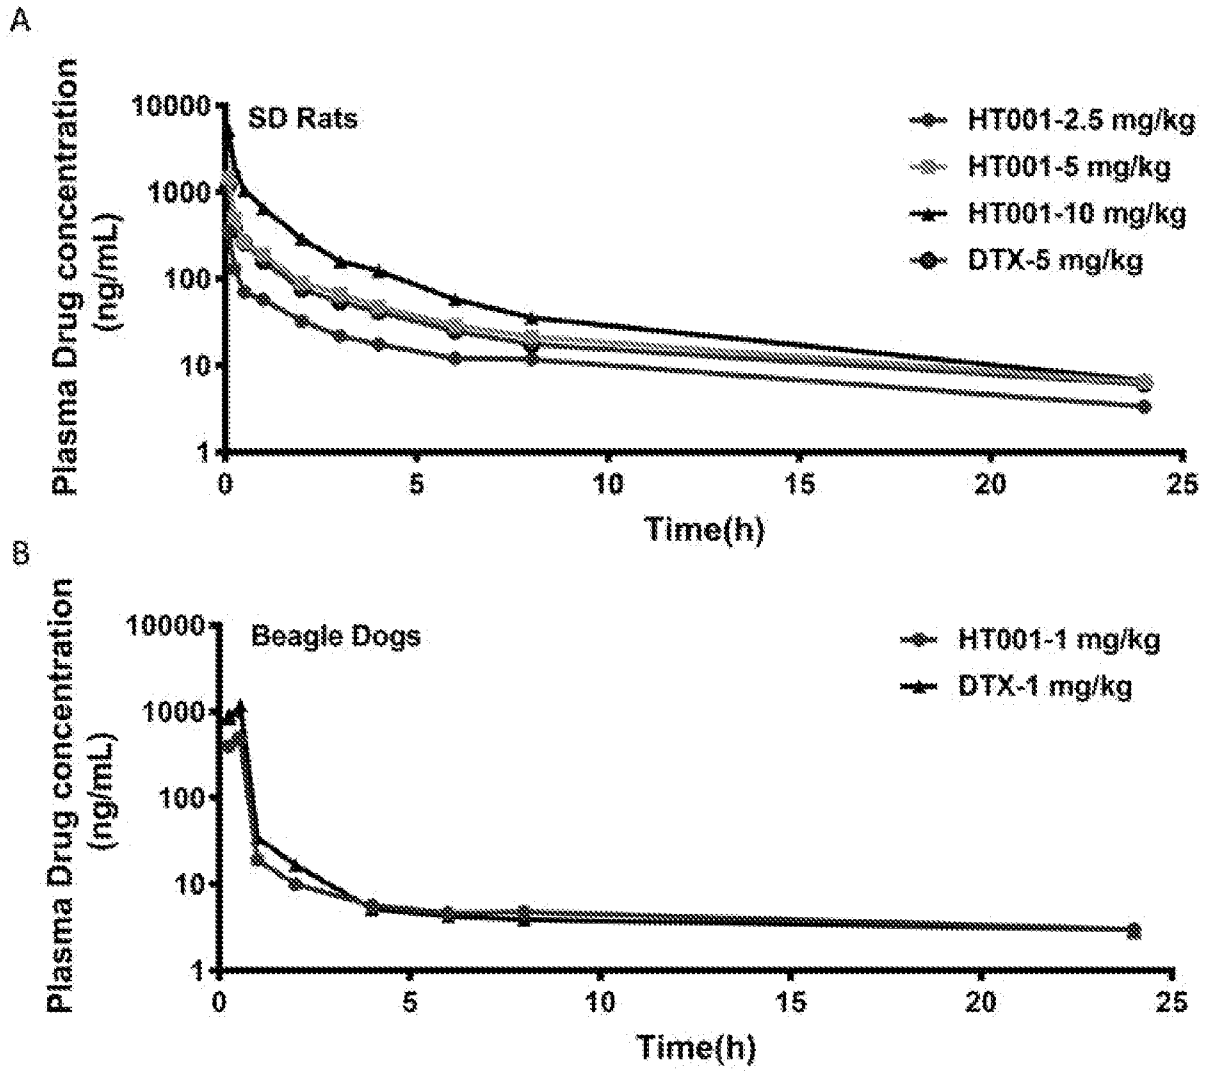 A
Plasma Drug concentration
(ng/mL)
SD Rats
10000
1000
100
10
1
0
5
10
15
20
25
Time(h)
HT001-2.5 mg/kg
HT001-5 mg/kg
HT001-10 mg/kg
DTX-5 mg/kg
B
Plasma Drug concentration
(ng/mL)
Beagle Dogs
10000
1000
100
10
1
0
5
10
15
20
25
Time(h)
HT001-1 mg/kg
DTX-1 mg/kg